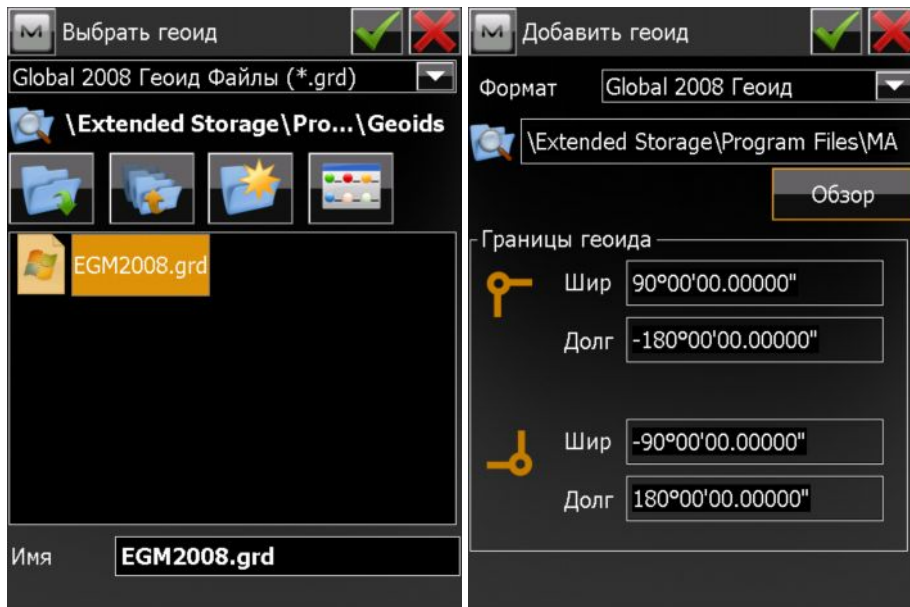 Выбрать геоид
Global 2008 Геоид Файлы (*.grd)
\Extended Storage\Pro...\Geoids
EGM2008.grd
Имя EGM2008.grd
Добавить геоид
Формат Global 2008 Геоид
\Extended Storage\Program Files\MA
Обзор
Границы геоида
Шир 90°00'00.00000"
Долг -180°00'00.00000"
Шир -90°00'00.00000"
Долг 180°00'00.00000"